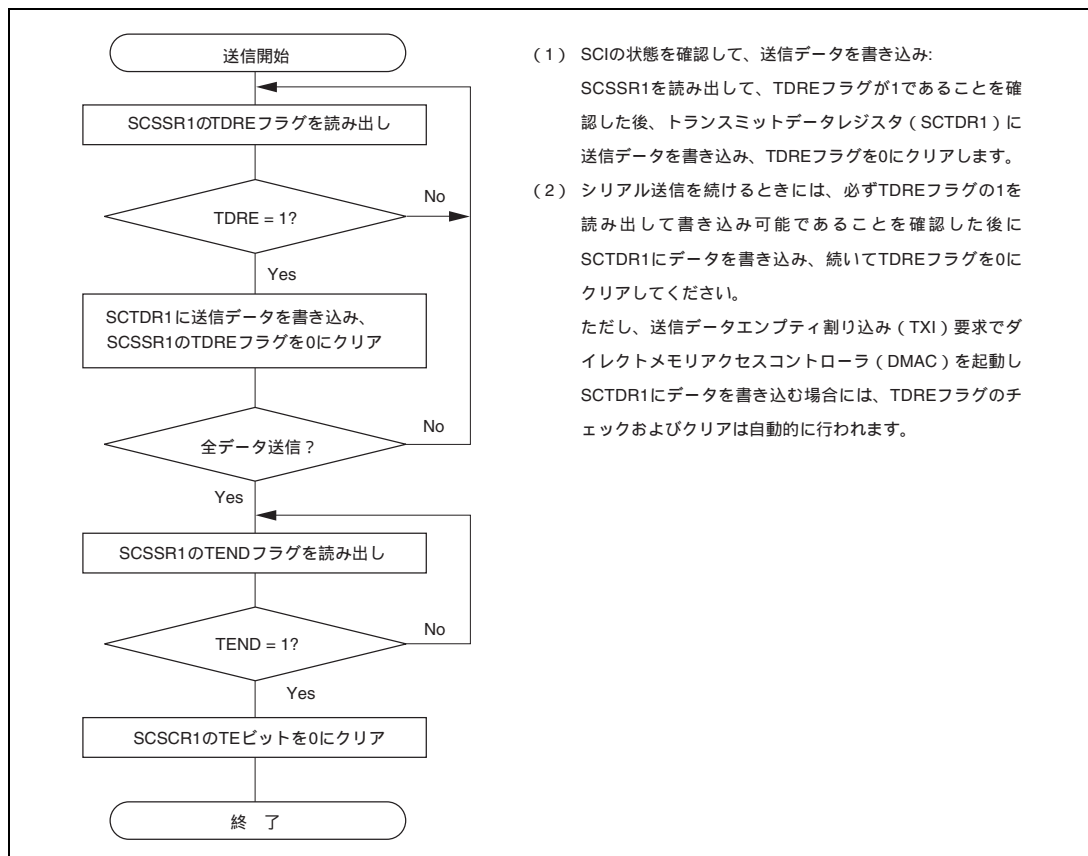 送信開始
SCSSR1のTDREフラグを読み出し
No
TDRE = 1?
Yes
SCTDR1に送信データを書き込み、
SCSSR1のTDREフラグを0にクリア
No
全データ送信？
Yes
SCSSR1のTENDフラグを読み出し
No
TEND = 1?
Yes
SCSCR1のTEビットを0にクリア
終　了
（1） SCIの状態を確認して、送信データを書き込み:
SCSSR1を読み出して、TDREフラグが1であることを確
認した後、トランスミットデータレジスタ（SCTDR1）に
送信データを書き込み、TDREフラグを0にクリアします。
（2） シリアル送信を続けるときには、必ずTDREフラグの1を
読み出して書き込み可能であることを確認した後に
SCTDR1にデータを書き込み、続いてTDREフラグを0に
クリアしてください。
ただし、送信データエンプティ割り込み（TXI）要求でダ
イレクトメモリアクセスコントローラ（DMAC）を起動し
SCTDR1にデータを書き込む場合には、TDREフラグのチ
ェックおよびクリアは自動的に行われます。